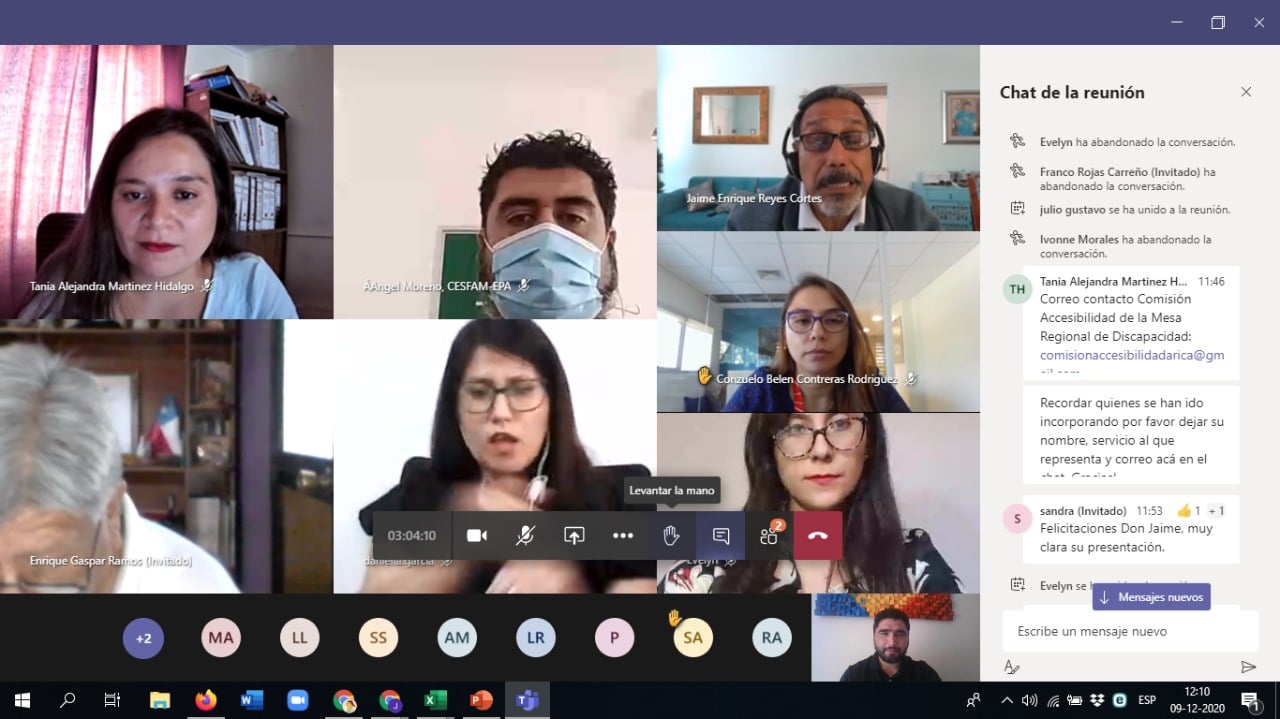 Tania Alejandra Martinez Hidalgo
ÁAngel Moreno, CESFAM-EPA
Jaime Enrique Reyes Cortes
Conzuelo Belen Contreras Rodriguez
Levantar la mano
03:04:10
2
Enrique Gaspar Ramos (Invitado)
daniella.garcia
Evelyn
+2
MA
LL
SS
AM
LR
P
SA
RA
Chat de la reunión
Evelyn ha abandonado la conversación.
Franco Rojas Carreño (Invitado) ha
abandonado la conversación.
julio gustavo se ha unido a la reunión.
Ivonne Morales ha abandonado la
conversación.
TH
Tania Alejandra Martinez H... 11:46
Correo contacto Comisión
Accesibilidad de la Mesa
Regional de Discapacidad:
comisionaccesibilidadarica@gm
ail.com
Recordar quienes se han ido
incorporando por favor dejar su
nombre, servicio al que
representa y correo acá en el
chat. Gracias!
S
sandra (Invitado) 11:53 1 + 1
Felicitaciones Don Jaime, muy
clara su presentación.
Evelyn se
Mensajes nuevos
Escribe un mensaje nuevo
ESP
12:10
09-12-2020
1